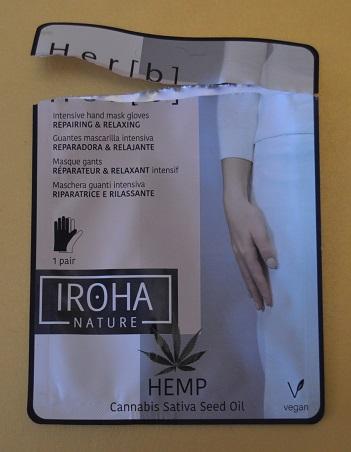 Her[b]
Her[b]
Intensive hand mask gloves
REPAIRING & RELAXING
Guantes mascarilla intensiva
REPARADORA & RELAJANTE
Masque gants
RÉPARATEUR & RELAXANT intensif
Maschera guanti intensiva
RIPARATRICE E RILASSANTE
1 pair
IROHA
NATURE
HEMP
Cannabis Sativa Seed Oil
vegan